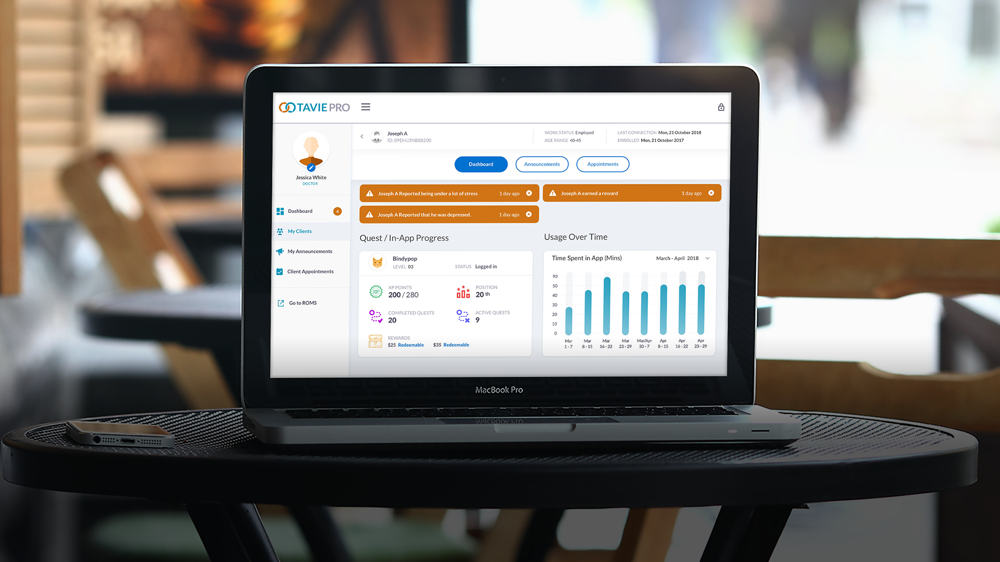 TAVIE PRO
Joseph A
ID: 09DHJ3NB88200
WORK STATUS Employed
AGE RANGE 40-45
LAST CONNECTION Mon, 21 October 2018
ENROLLED Mon, 21 October 2017
Jessica White
DOCTOR
Dashboard 4
My Clients
My Announcements
Client Appointments
Go to ROMS
Dashboard
Announcements
Appointments
Joseph A Reported being under a lot of stress 1 day ago
Joseph A earned a reward 1 day ago
Joseph A Reported that he was depressed. 1 day ago
Quest / In-App Progress
Bindypop
LEVEL 03
STATUS Logged in
XP
XP POINTS
200 / 280
POSITION
20 th
COMPLETED QUESTS
20
ACTIVE QUESTS
9
REWARDS
$25 Redeemable $35 Redeemable
Usage Over Time
Time Spent in App (Mins)
March - April 2018
90
50
40
30
20
10
0
Mar 1 - 7
Mar 8 - 15
Mar 16 - 22
Mar 23 - 29
Mar/Apr 30 - 7
Apr 8 - 15
Apr 16 - 22
Apr 23 - 29
MacBook Pro